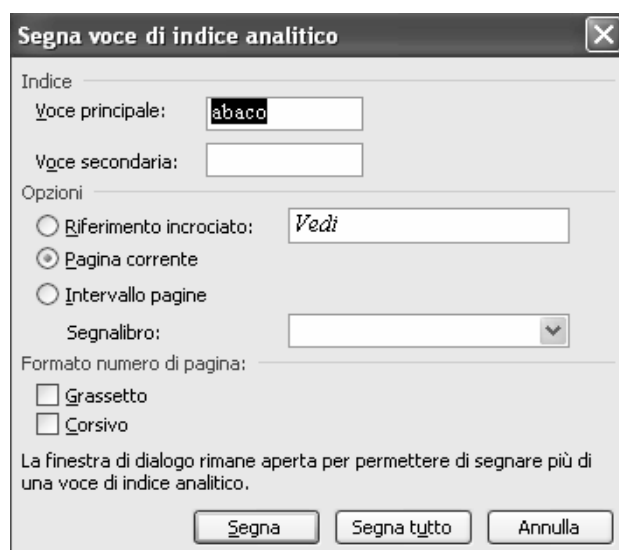 Segna voce di indice analitico
Indice
Voce principale: abaco
Voce secondaria:
Opzioni
Riferimento incrociato: Vedi
Pagina corrente
Intervallo pagine
Segnalibro:
Formato numero di pagina:
Grassetto
Corsivo
La finestra di dialogo rimane aperta per permettere di segnare più di
una voce di indice analitico.
Segna Segna tutto Annulla